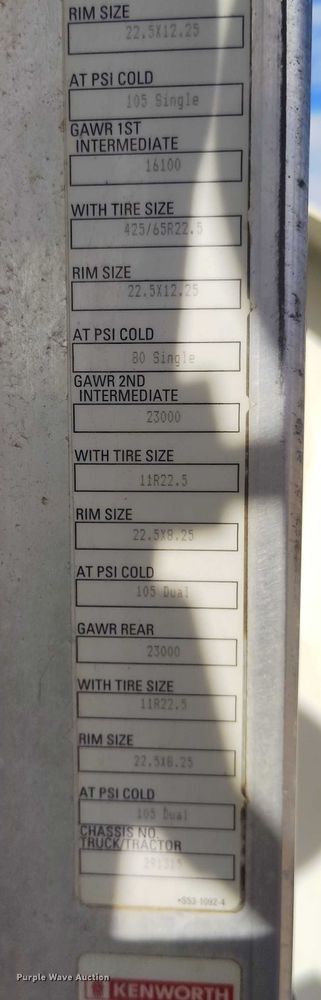 RIM SIZE
22.5X12.25
AT PSI COLD
105 Single
GAWR 1ST
INTERMEDIATE
16100
WITH TIRE SIZE
425/65R22.5
RIM SIZE
22.5X12.25
AT PSI COLD
80 Single
GAWR 2ND
INTERMEDIATE
23000
WITH TIRE SIZE
11R22.5
RIM SIZE
22.5X8.25
AT PSI COLD
105 Dual
GAWR REAR
23000
WITH TIRE SIZE
11R22.5
RIM SIZE
22.5X8.25
AT PSI COLD
105 Dual
CHASSIS NO.
TRUCK/TRACTOR
S53-1092-4
KENWORTH
Purple Wave Auction